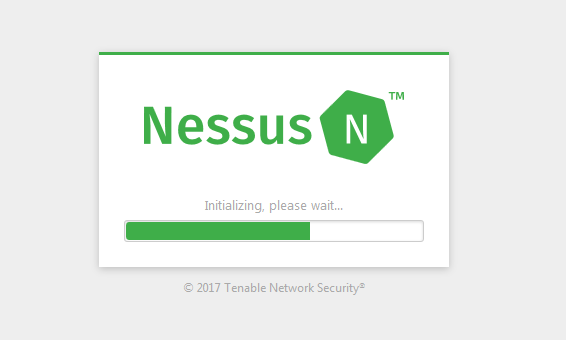 Nessus N ™
Initializing, please wait...
© 2017 Tenable Network Security®